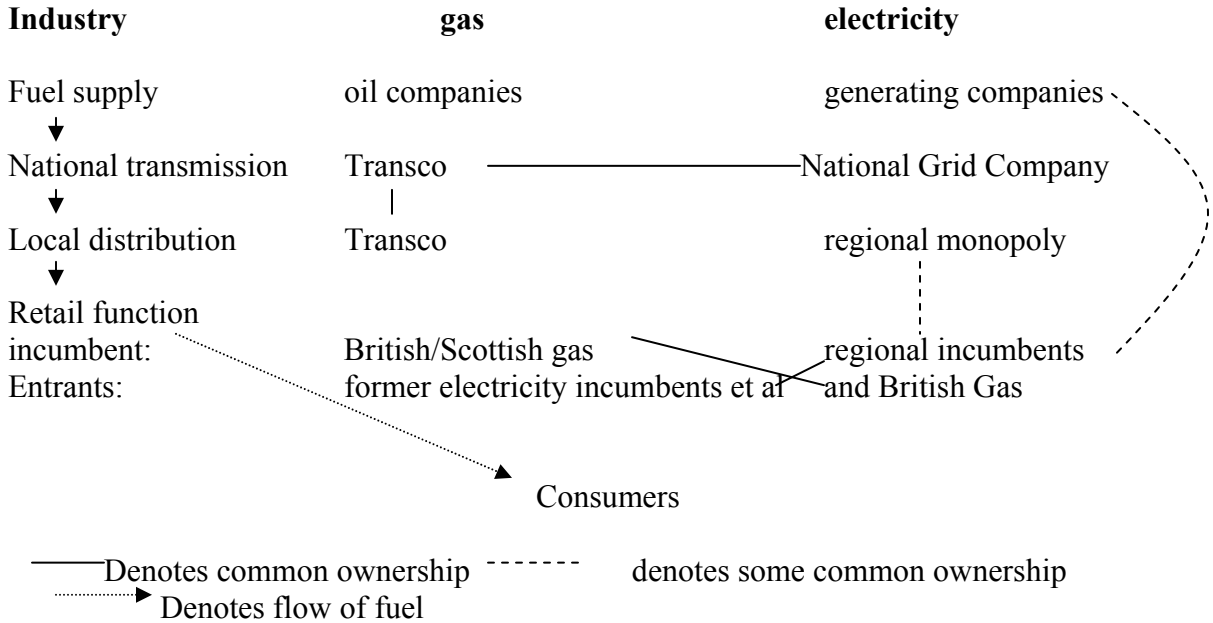 Industry gas electricity
Fuel supply oil companies generating companies
National transmission Transco National Grid Company
Local distribution Transco regional monopoly
Retail function
incumbent: British/Scottish gas regional incumbents
Entrants: former electricity incumbents et al and British Gas
Consumers
Denotes common ownership denotes some common ownership
Denotes flow of fuel